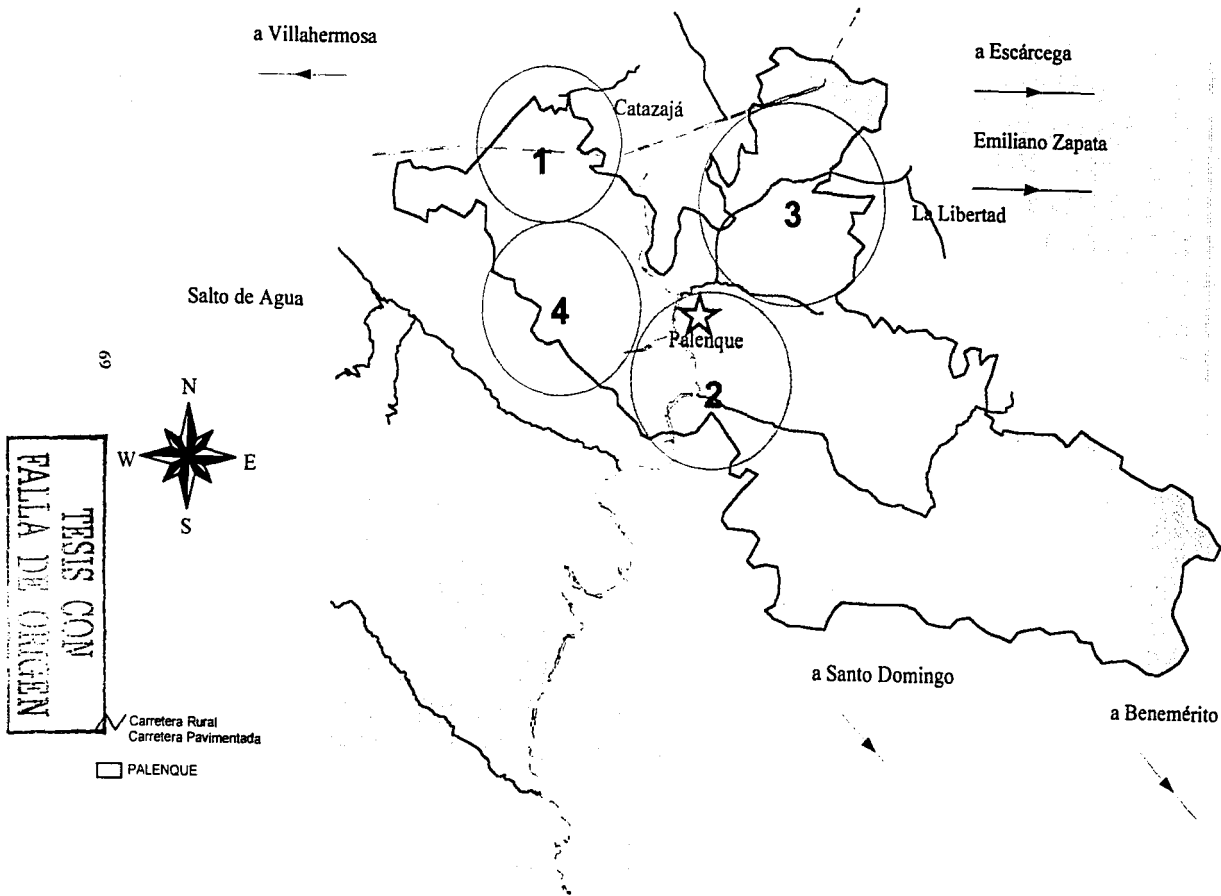 a Villahermosa
a Escárcega
Catazajá
Emiliano Zapata
1
3
La Libertad
Salto de Agua
4
Palenque
2
69
N
W
E
S
TESIS CON
FALLA DE ORIGEN
a Santo Domingo
a Benemérito
Carretera Rural
Carretera Pavimentada
PALENQUE